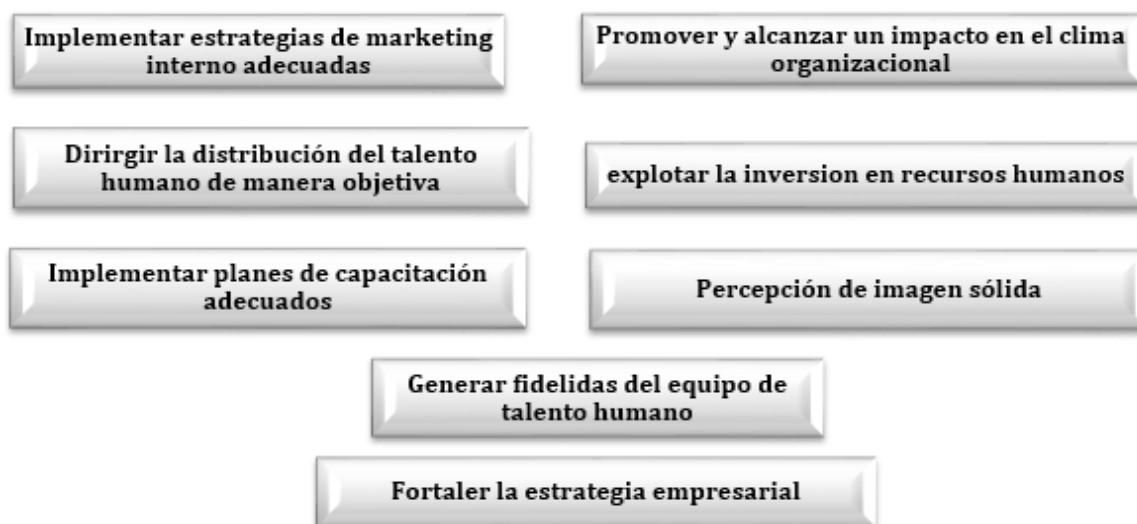 Implementar estrategias de marketing
interno adecuadas
Promover y alcanzar un impacto en el clima
organizacional
Dirirgir la distribución del talento
humano de manera objetiva
explotar la inversion en recursos humanos
Implementar planes de capacitación
adecuados
Percepción de imagen sólida
Generar fidelidas del equipo de
talento humano
Fortaler la estrategia empresarial